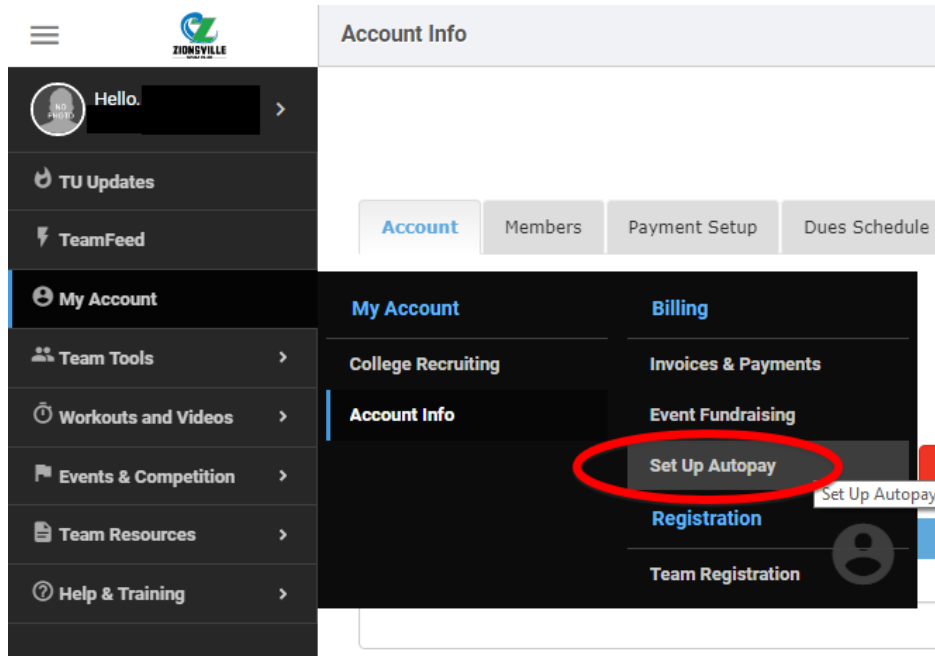 ZIONSVILLE
Account Info
NO
PHOTO
Hello.
TU Updates
TeamFeed
My Account
Team Tools
Workouts and Videos
Events & Competition
Team Resources
Help & Training
Account
Members
Payment Setup
Dues Schedule
My Account
College Recruiting
Account Info
Billing
Invoices & Payments
Event Fundraising
Set Up Autopay
Set Up Autopay
Registration
Team Registration